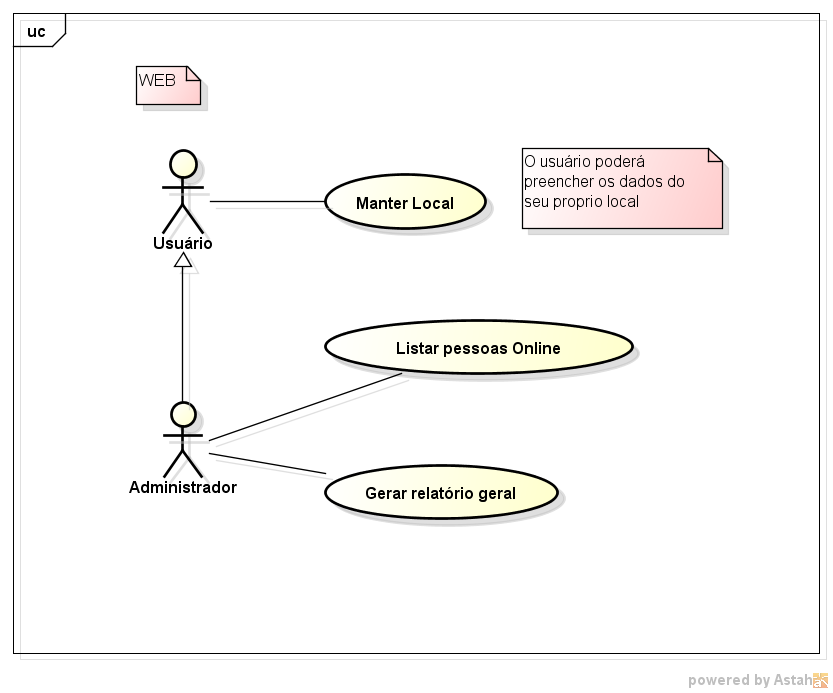 uc
WEB
O usuário poderá
preencher os dados do
seu proprio local
Manter Local
Usuário
Listar pessoas Online
Administrador
Gerar relatório geral
powered by Astah